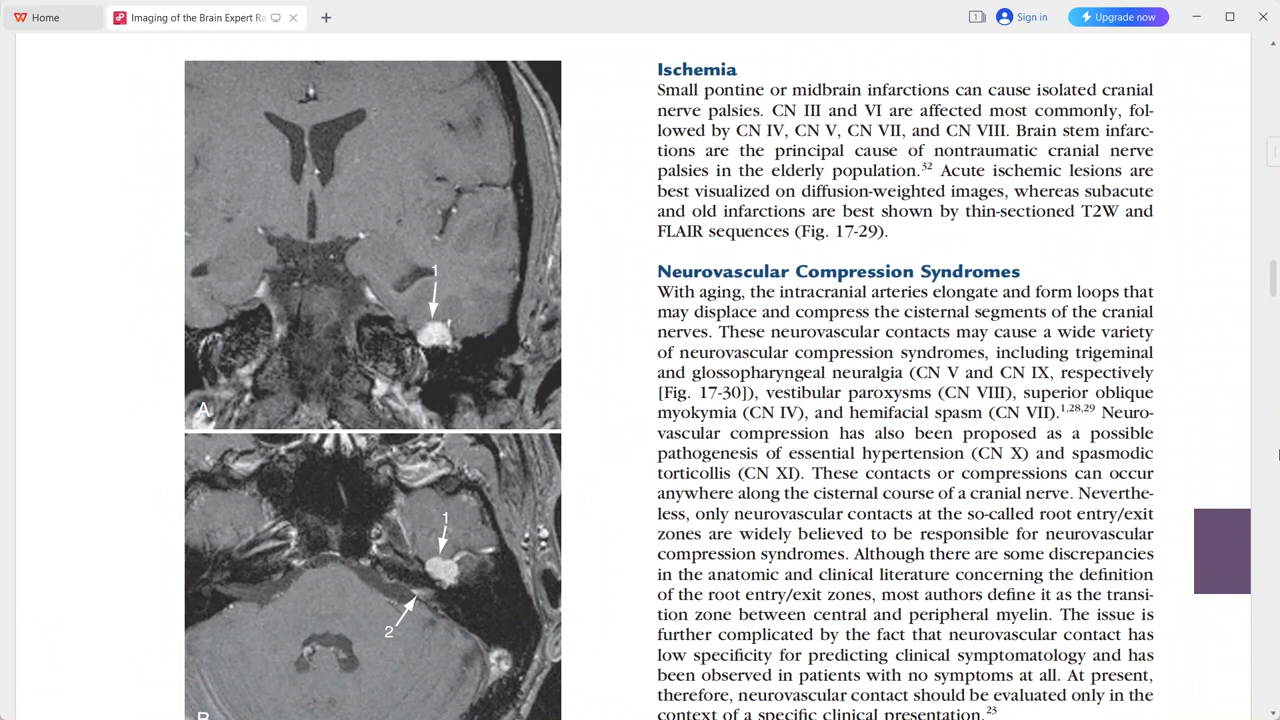 Home
Imaging of the Brain Expert Ra
1
Sign in
Upgrade now
1
A
1
2
B
Ischemia
Small pontine or midbrain infarctions can cause isolated cranial
nerve palsies. CN III and VI are affected most commonly, fol-
lowed by CN IV, CN V, CN VII, and CN VIII. Brain stem infarc-
tions are the principal cause of nontraumatic cranial nerve
palsies in the elderly population.32 Acute ischemic lesions are
best visualized on diffusion-weighted images, whereas subacute
and old infarctions are best shown by thin-sectioned T2W and
FLAIR sequences (Fig. 17-29).
Neurovascular Compression Syndromes
With aging, the intracranial arteries elongate and form loops that
may displace and compress the cisternal segments of the cranial
nerves. These neurovascular contacts may cause a wide variety
of neurovascular compression syndromes, including trigeminal
and glossopharyngeal neuralgia (CN V and CN IX, respectively
[Fig. 17-30]), vestibular paroxysms (CN VIII), superior oblique
myokymia (CN IV), and hemifacial spasm (CN VII).1,28,29 Neuro-
vascular compression has also been proposed as a possible
pathogenesis of essential hypertension (CN X) and spasmodic
torticollis (CN XI). These contacts or compressions can occur
anywhere along the cisternal course of a cranial nerve. Neverthe-
less, only neurovascular contacts at the so-called root entry/exit
zones are widely believed to be responsible for neurovascular
compression syndromes. Although there are some discrepancies
in the anatomic and clinical literature concerning the definition
of the root entry/exit zones, most authors define it as the transi-
tion zone between central and peripheral myelin. The issue is
further complicated by the fact that neurovascular contact has
low specificity for predicting clinical symptomatology and has
been observed in patients with no symptoms at all. At present,
therefore, neurovascular contact should be evaluated only in the
context of a specific clinical presentation.23